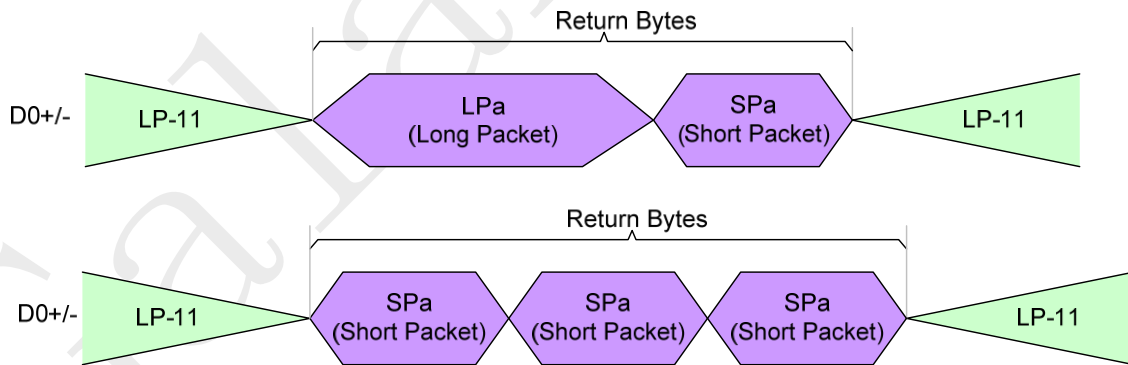 Return Bytes
D0+/-
LP-11
LPa
(Long Packet)
SPa
(Short Packet)
LP-11
Return Bytes
D0+/-
LP-11
SPa
(Short Packet)
SPa
(Short Packet)
SPa
(Short Packet)
LP-11